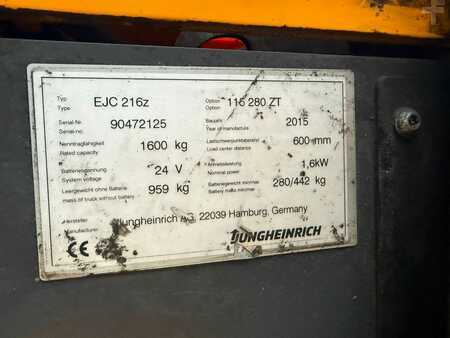 Typ EJC 216z Option 115 280 ZT
Type Option
Serial-Nr. 90472125 Baujahr 2015
Serial-no. Year of manufacture
Nenntragfähigkeit 1600 kg Lastschwerpunktabstand 600 mm
Rated capacity Load center distance
Batteriespannung 24 V Antriebsleistung 1,6kW
System voltage Nominal power
Leergewicht ohne Batterie 959 kg Batteriegewicht min/max 280/442 kg
mass of truck without battery Battery mass min/max
Hersteller Jungheinrich AG, 22039 Hamburg, Germany
Manufacturer
CE JUNGHEINRICH